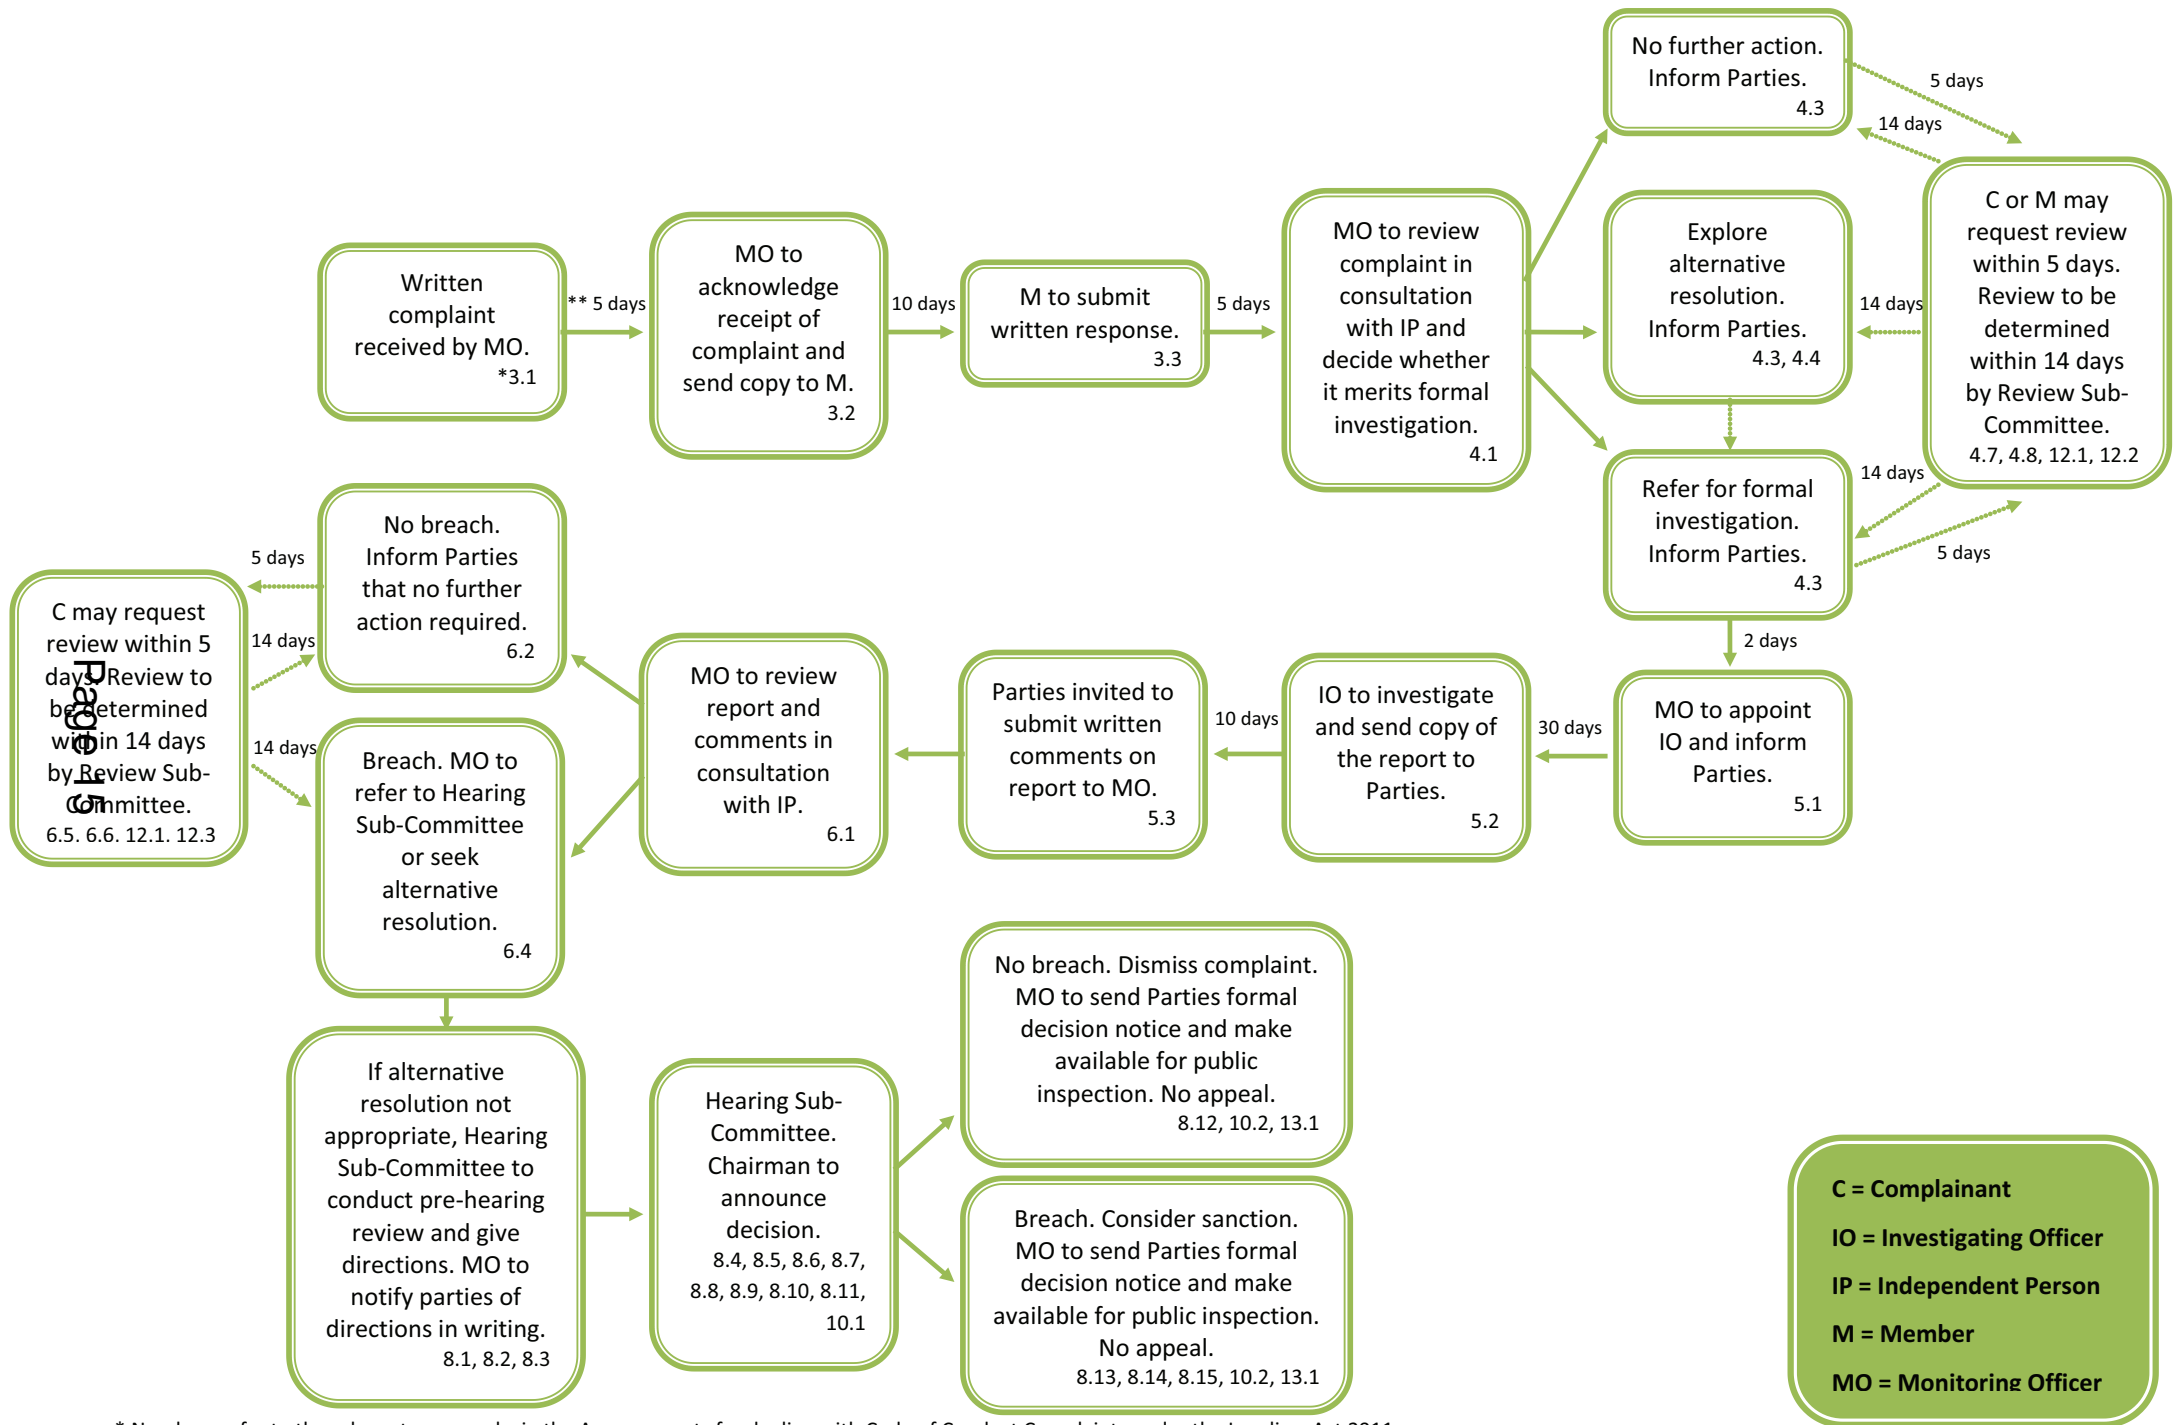 No further action.
Inform Parties.
4.3
5 days
14 days
Written
complaint
received by MO.
*3.1
** 5 days
MO to
acknowledge
receipt of
complaint and
send copy to M.
3.2
10 days
M to submit
written response.
3.3
5 days
MO to review
complaint in
consultation
with IP and
decide whether
it merits formal
investigation.
4.1
Explore
alternative
resolution.
Inform Parties.
4.3, 4.4
14 days
C or M may
request review
within 5 days.
Review to be
determined
within 14 days
by Review Sub-
Committee.
4.7, 4.8, 12.1, 12.2
14 days
5 days
Refer for formal
investigation.
Inform Parties.
4.3
2 days
MO to appoint
IO and inform
Parties.
5.1
30 days
IO to investigate
and send copy of
the report to
Parties.
5.2
10 days
Parties invited to
submit written
comments on
report to MO.
5.3
MO to review
report and
comments in
consultation
with IP.
6.1
No breach.
Inform Parties
that no further
action required.
6.2
5 days
14 days
14 days
C may request
review within 5
days. Review to
be determined
within 14 days
by Review Sub-
Committee.
6.5. 6.6. 12.1. 12.3
Page 15
Breach. MO to
refer to Hearing
Sub-Committee
or seek
alternative
resolution.
6.4
If alternative
resolution not
appropriate, Hearing
Sub-Committee to
conduct pre-hearing
review and give
directions. MO to
notify parties of
directions in writing.
8.1, 8.2, 8.3
Hearing Sub-
Committee.
Chairman to
announce
decision.
8.4, 8.5, 8.6, 8.7,
8.8, 8.9, 8.10, 8.11,
10.1
No breach. Dismiss complaint.
MO to send Parties formal
decision notice and make
available for public
inspection. No appeal.
8.12, 10.2, 13.1
Breach. Consider sanction.
MO to send Parties formal
decision notice and make
available for public inspection.
No appeal.
8.13, 8.14, 8.15, 10.2, 13.1
C = Complainant
IO = Investigating Officer
IP = Independent Person
M = Member
MO = Monitoring Officer